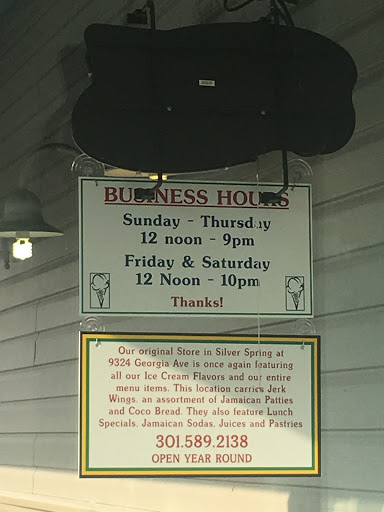 BUSINESS HOURS
Sunday - Thursday
12 noon - 9pm
Friday & Saturday
12 Noon - 10pm
Thanks!
Our original Store in Silver Spring at
9324 Georgia Ave is once again featuring
all our Ice Cream Flavors and our entire
menu items. This location carries Jerk
Wings, an assortment of Jamaican Patties
and Coco Bread. They also feature Lunch
Specials, Jamaican Sodas, Juices and Pastries
301.589.2138
OPEN YEAR ROUND